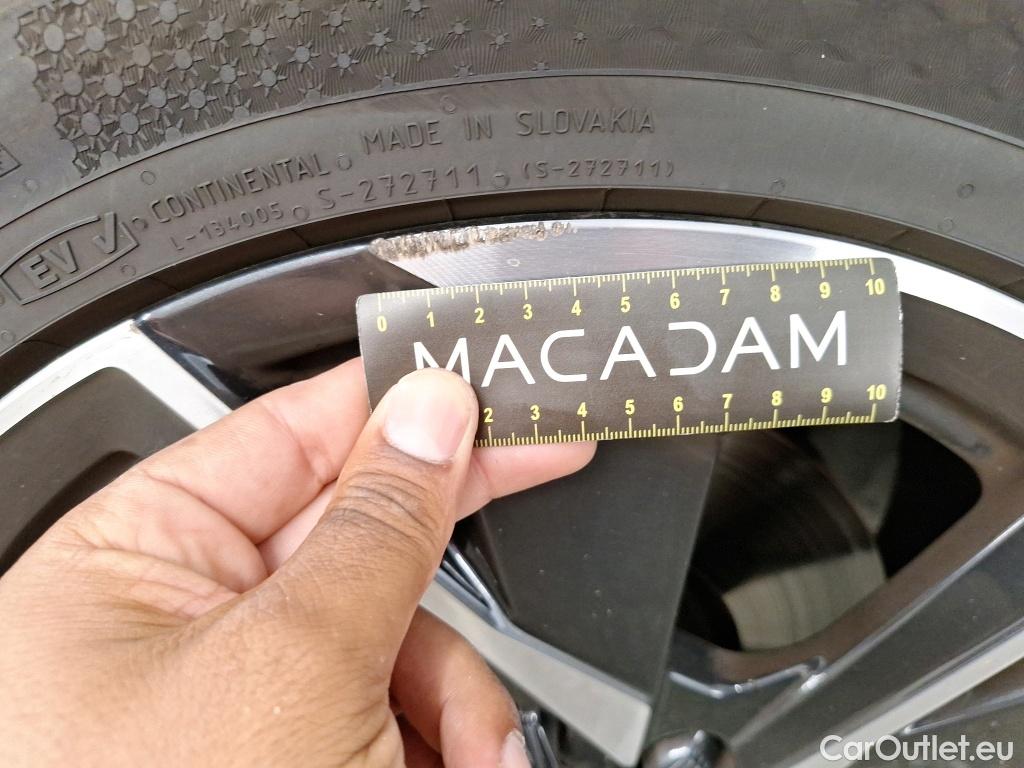 MADE IN SLOVAKIA
CONTINENTAL
L-134005 S-272711 (S-272711)
EV
0 1 2 3 4 5 6 7 8 9 10
MACADAM
2 3 4 5 6 7 8 9 10
CarOutlet.eu